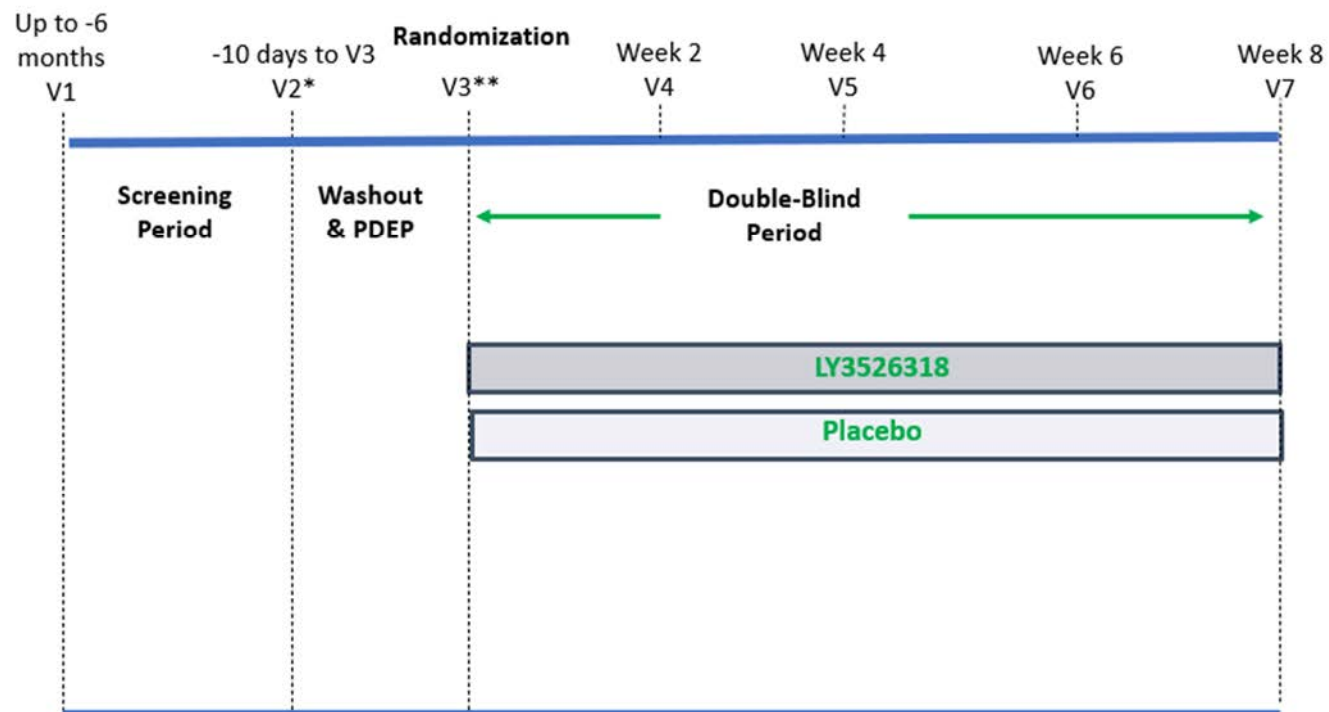 Up to -6
months
V1
-10 days to V3
V2*
Randomization
V3**
Week 2
V4
Week 4
V5
Week 6
V6
Week 8
V7
Screening
Period
Washout
& PDEP
Double-Blind
Period
LY3526318
Placebo